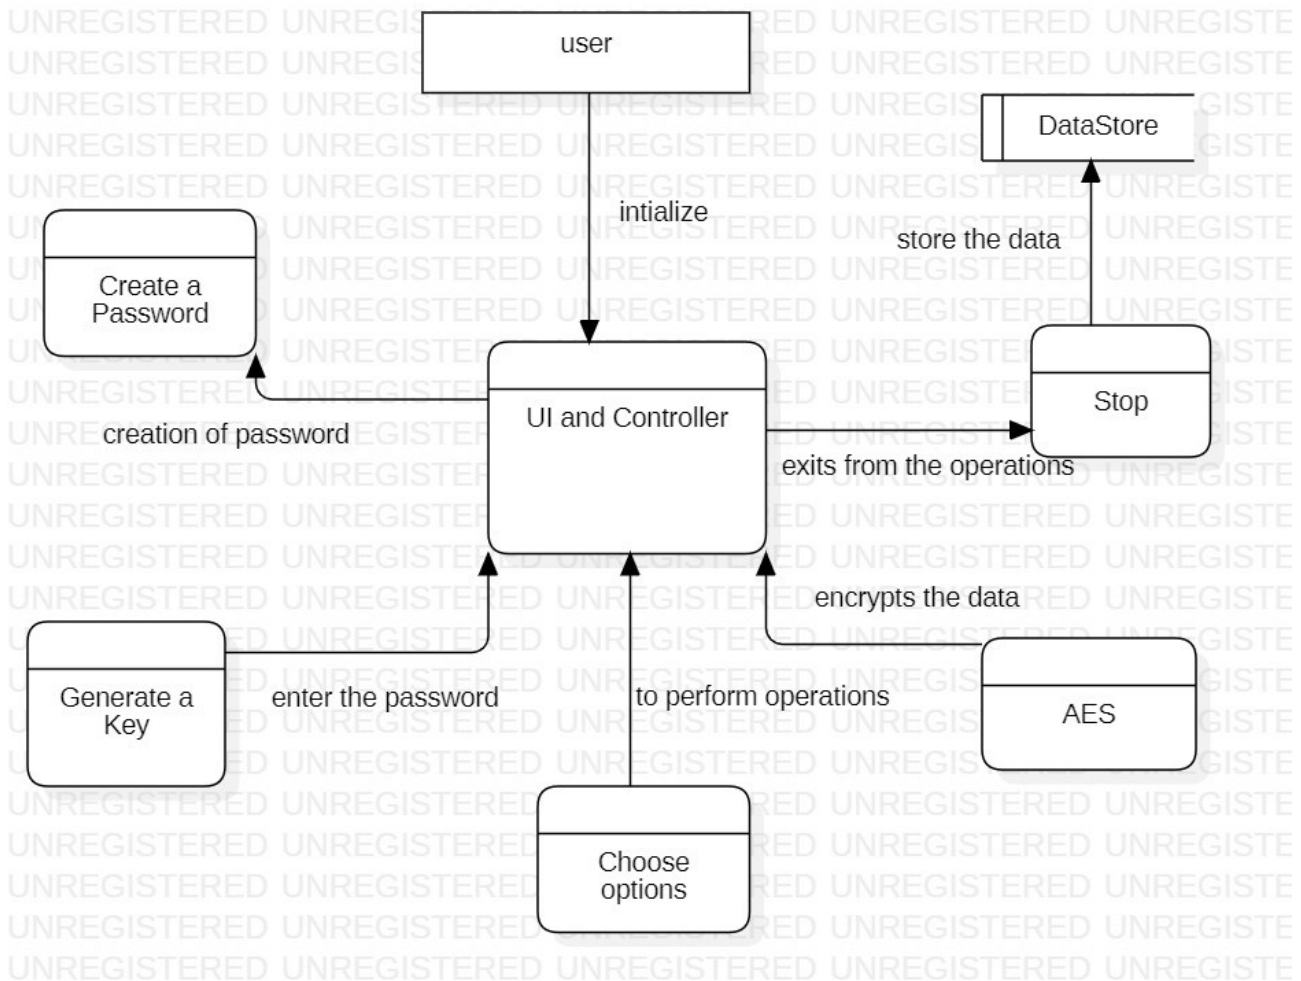 user
DataStore
intialize
store the data
Create a
Password
creation of password
UI and Controller
Stop
exits from the operations
encrypts the data
Generate a
Key
enter the password
to perform operations
AES
Choose
options
UNREGISTERED